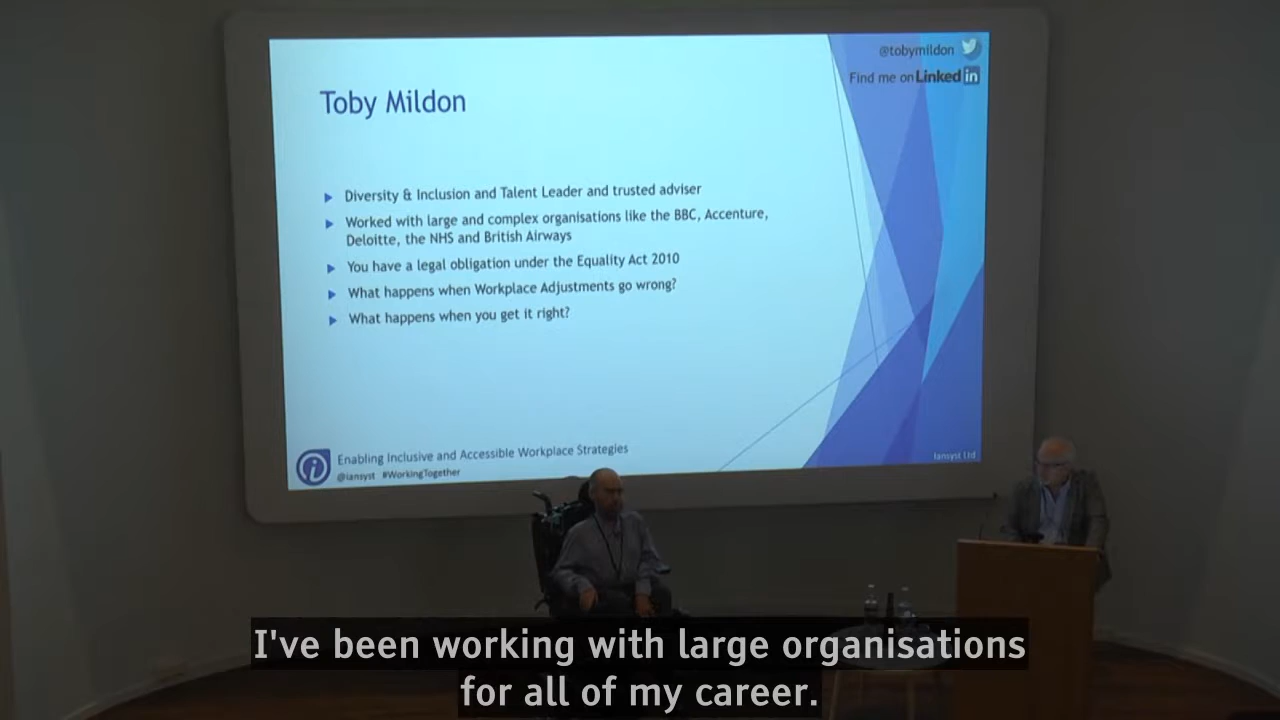 @tobymildon
Find me on Linked in
Toby Mildon
Diversity & Inclusion and Talent Leader and trusted adviser
Worked with large and complex organisations like the BBC, Accenture,
Deloitte, the NHS and British Airways
You have a legal obligation under the Equality Act 2010
What happens when Workplace Adjustments go wrong?
What happens when you get it right?
Enabling Inclusive and Accessible Workplace Strategies
@iansyst #WorkingTogether
Iansyst Ltd
I've been working with large organisations
for all of my career.